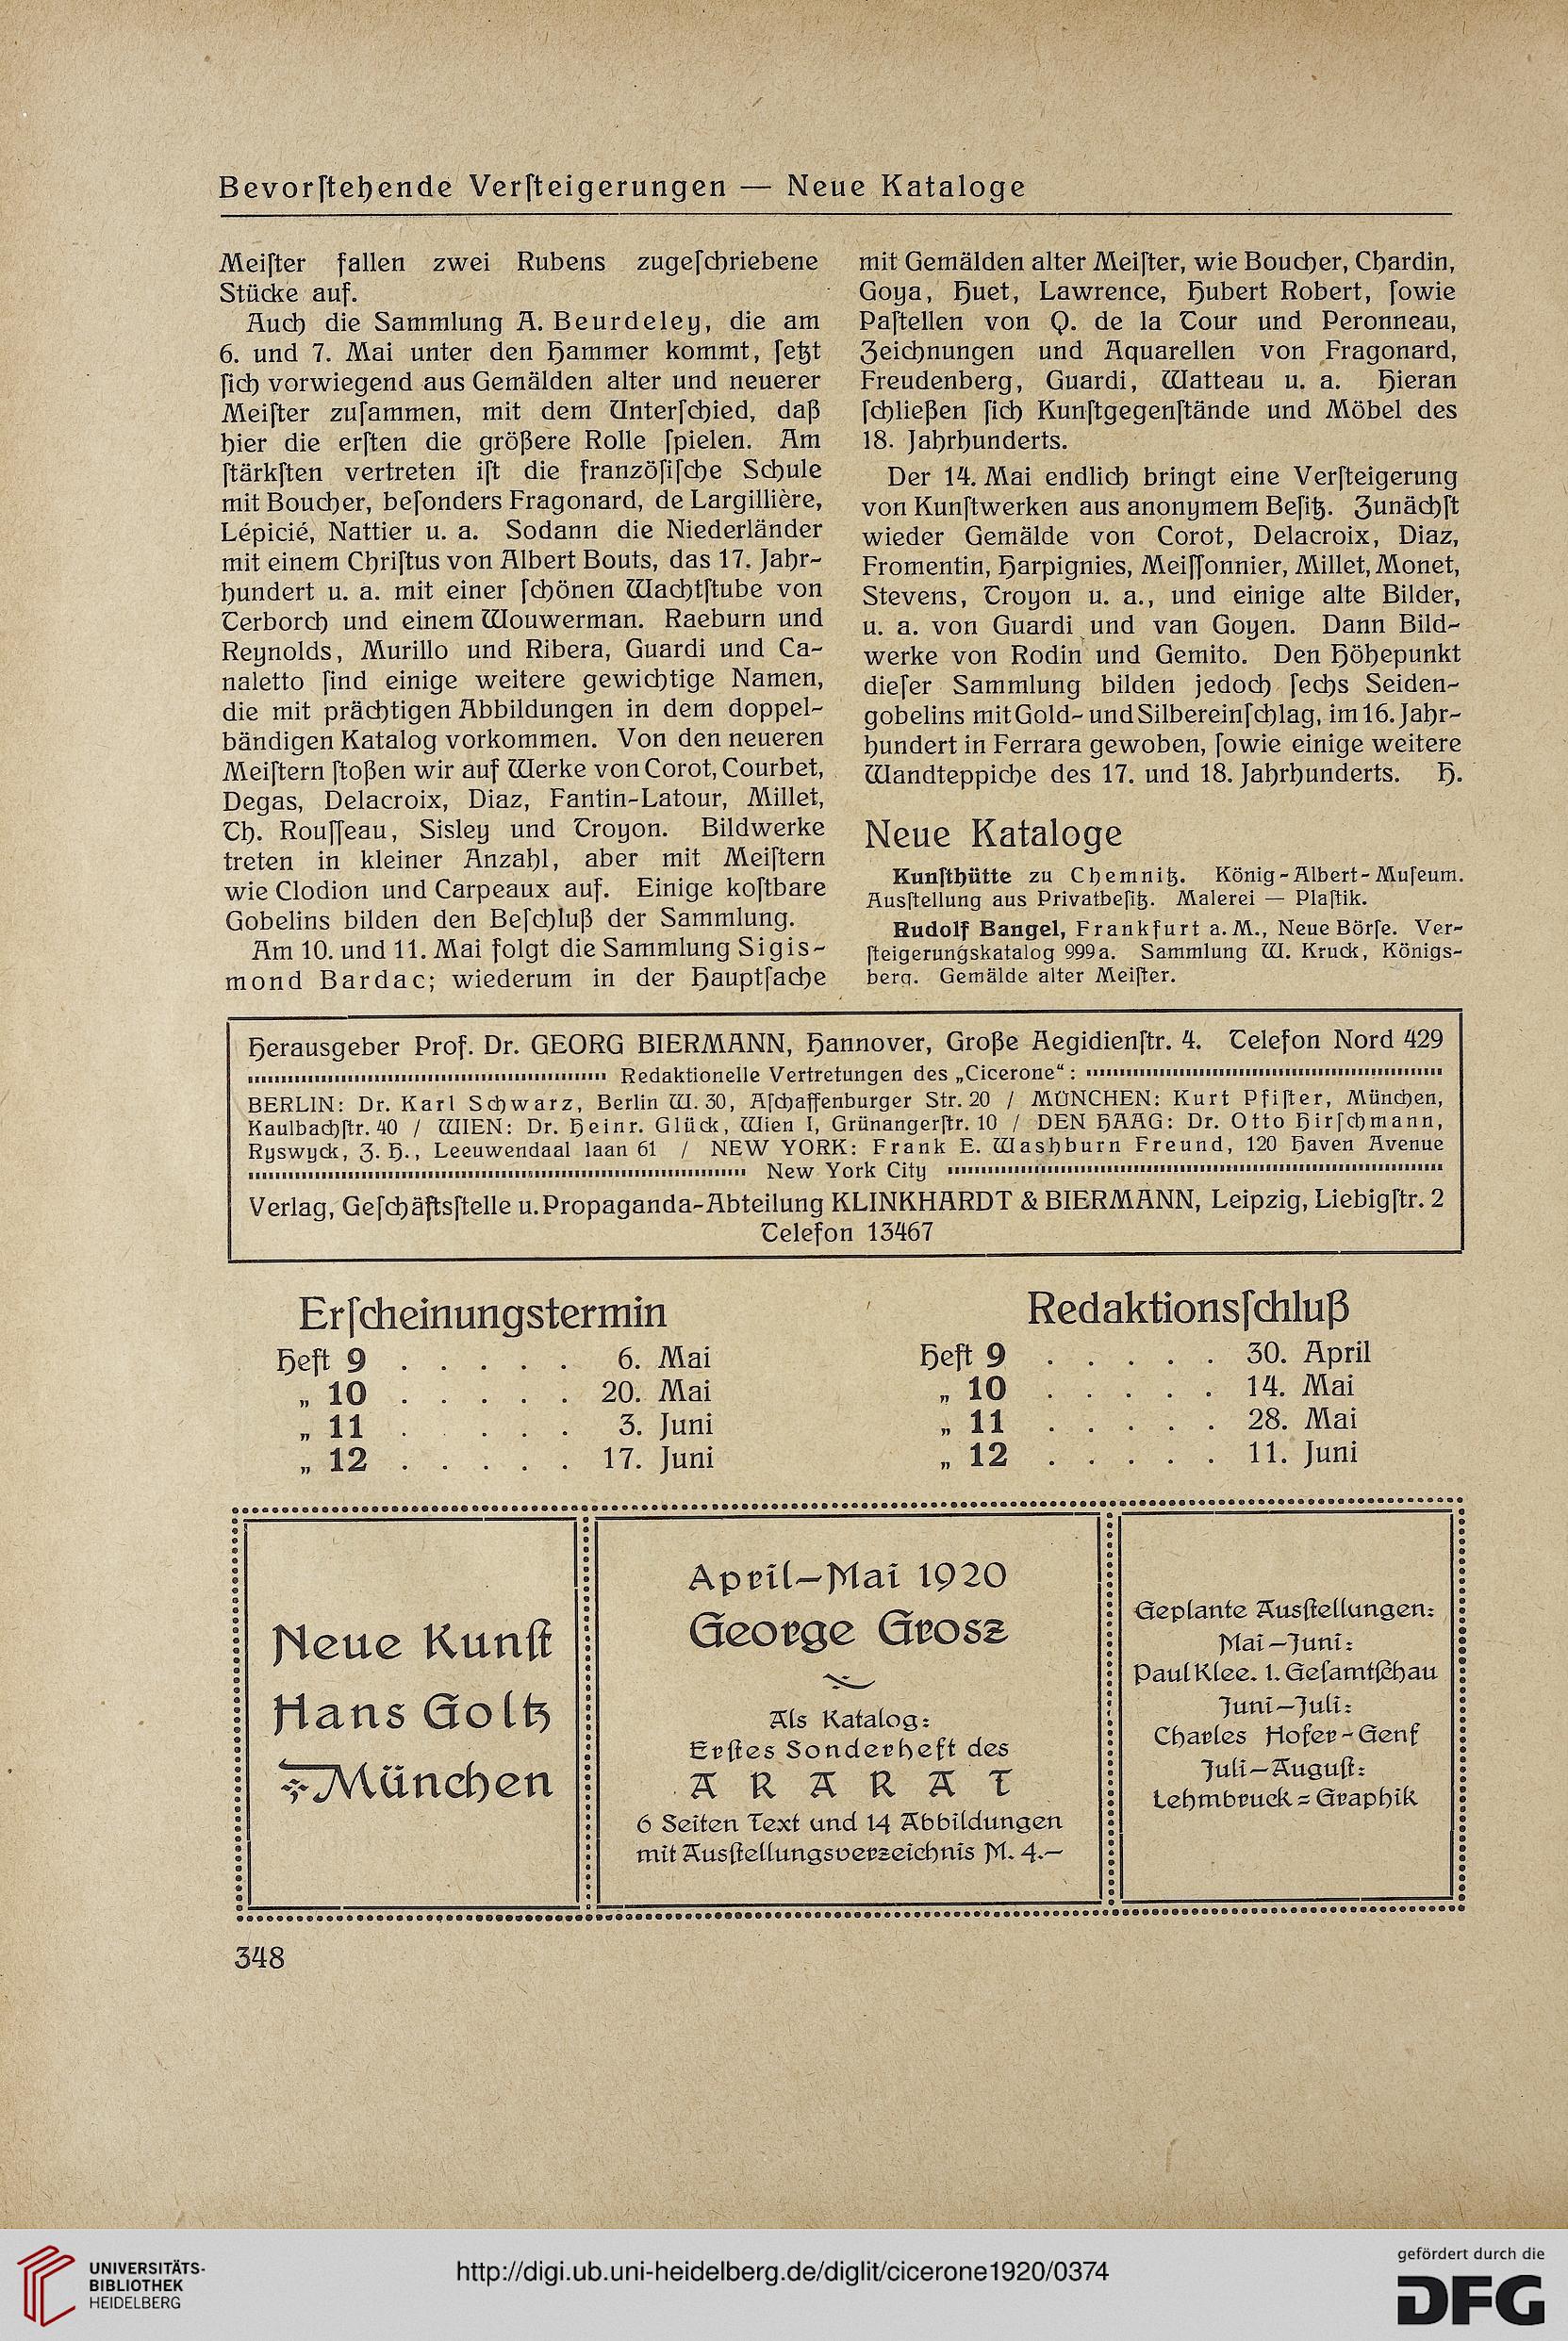 Bevorſtehende Verſteigerungen — Neue Kataloge
Meiſter fallen zwei Rubens zugeſchriebene
Stücke auf.
Auch die Sammlung A. Beurdeley, die am
6. und 7. Mai unter den Hammer kommt, ſetzt
ſich vorwiegend aus Gemälden alter und neuerer
Meiſter zuſammen, mit dem Unterſchied, daß
hier die erſten die größere Rolle ſpielen. Am
ſtärkſten vertreten iſt die franzöſiſche Schule
mit Boucher, beſonders Fragonard, de Largillière,
Lépicié, Nattier u. a. Sodann die Niederländer
mit einem Chriſtus von Albert Bouts, das 17. Jahr-
hundert u. a. mit einer ſchönen Wachtſtube von
Terborch und einem Wouwerman. Raeburn und
Reynolds, Murillo und Ribera, Guardi und Ca-
naletto ſind einige weitere gewichtige Namen,
die mit prächtigen Abbildungen in dem doppel-
bändigen Katalog vorkommen. Von den neueren
Meiſtern ſtoßen wir auf Werke von Corot, Courbet,
Degas, Delacroix, Diaz, Fantin-Latour, Millet,
Th. Rouſſeau, Sisley und Troyon. Bildwerke
treten in kleiner Anzahl, aber mit Meiſtern
wie Clodion und Carpeaux auf. Einige koſtbare
Gobelins bilden den Beſchluß der Sammlung.
Am 10. und 11. Mai folgt die Sammlung Sigis-
mond Bardac; wiederum in der Hauptſache
mit Gemälden alter Meiſter, wie Boucher, Chardin,
Goya, Huet, Lawrence, Hubert Robert, ſowie
Paſtellen von Q. de la Tour und Peronneau,
Zeichnungen und Aquarellen von Fragonard,
Freudenberg, Guardi, Watteau u. a. Hieran
ſchließen ſich Kunſtgegenſtände und Möbel des
18. Jahrhunderts.
Der 14. Mai endlich bringt eine Verſteigerung
von Kunſtwerken aus anonymem Beſitz. Zunächſt
wieder Gemälde von Corot, Delacroix, Diaz,
Fromentin, Harpignies, Meiſſonnier, Millet, Monet,
Stevens, Troyon u. a., und einige alte Bilder,
u. a. von Guardi und van Goyen. Dann Bild-
werke von Rodin und Gemito. Den Höhepunkt
dieſer Sammlung bilden jedoch ſechs Seiden-
gobelins mit Gold- und Silbereinſchlag, im 16. Jahr-
hundert in Ferrara gewoben, ſowie einige weitere
Wandteppiche des 17. und 18. Jahrhunderts. H.
Neue Kataloge
Kunſthütte zu Chemnitz. König-Albert-Muſeum.
Ausſtellung aus Privatbeſitz. Malerei — Plaſtik.
Rudolf Bangel, Frankfurt a. M., Neue Börſe. Ver-
ſteigerungskatalog 999a. Sammlung W. Kruck, Königs-
berg. Gemälde alter Meiſter.
Herausgeber Prof. Dr. GEORG BIERMANN, Hannover, Große Aegidienſtr. 4. Telefon Nord 429
Redaktionelle Vertretungen des „Cicerone“:
BERLIN: Dr. Karl Schwarz, Berlin W. 30, Aſchaffenburger Str. 20 / MÜNCHEN: Kurt Pfiſter, München,
Kaulbachſtr. 40 / WIEN: Dr. Heinr. Glück, Wien I, Grünangerſtr. 10 / DEN HAAG: Dr. Otto Hirſchmann,
Ryswyck, Z. H., Leeuwendaal laan 61 / NEW YORK: Frank E. Washburn Freund, 120 Haven Avenue
New York City
Verlag, Geſchäftsſtelle u. Propaganda-Abteilung KLINKHARDT & BIERMANN, Leipzig, Liebigſtr. 2
Telefon 13467
Erſcheinungstermin
Heft 9 . . . . . 6. Mai
„ 10 . . . . . 20. Mai
„ 11 . . . . . 3. Juni
„ 12 . . . . . 17. Juni
Redaktionsſchluß
Heft 9 . . . . . 30. April
„ 10 . . . . . 14. Mai
„ 11 . . . . . 28. Mai
„ 12 . . . . . 11. Juni
Neue Kunſt
Hans Goltz
München
April—Mai 1920
George Grosz
Als Katalog:
Erſtes Sonderheft des
A R A R A T
6 Seiten Text und 14 Abbildungen
mit Ausſtellungsverzeichnis M. 4.—
Geplante Ausſtellungen:
Mai—Juni:
Paul Klee. 1. Geſamtſchau
Juni—Juli:
Charles Hofer-Genf
Juli—Auguſt:
Lehmbruck=Graphik
348
UNIVERSITÄTS-
BIBLIOTHEK
HEIDELBERG
http://digi.ub.uni-heidelberg.de/diglit/cicerone1920/0374
gefördert durch die
DFG